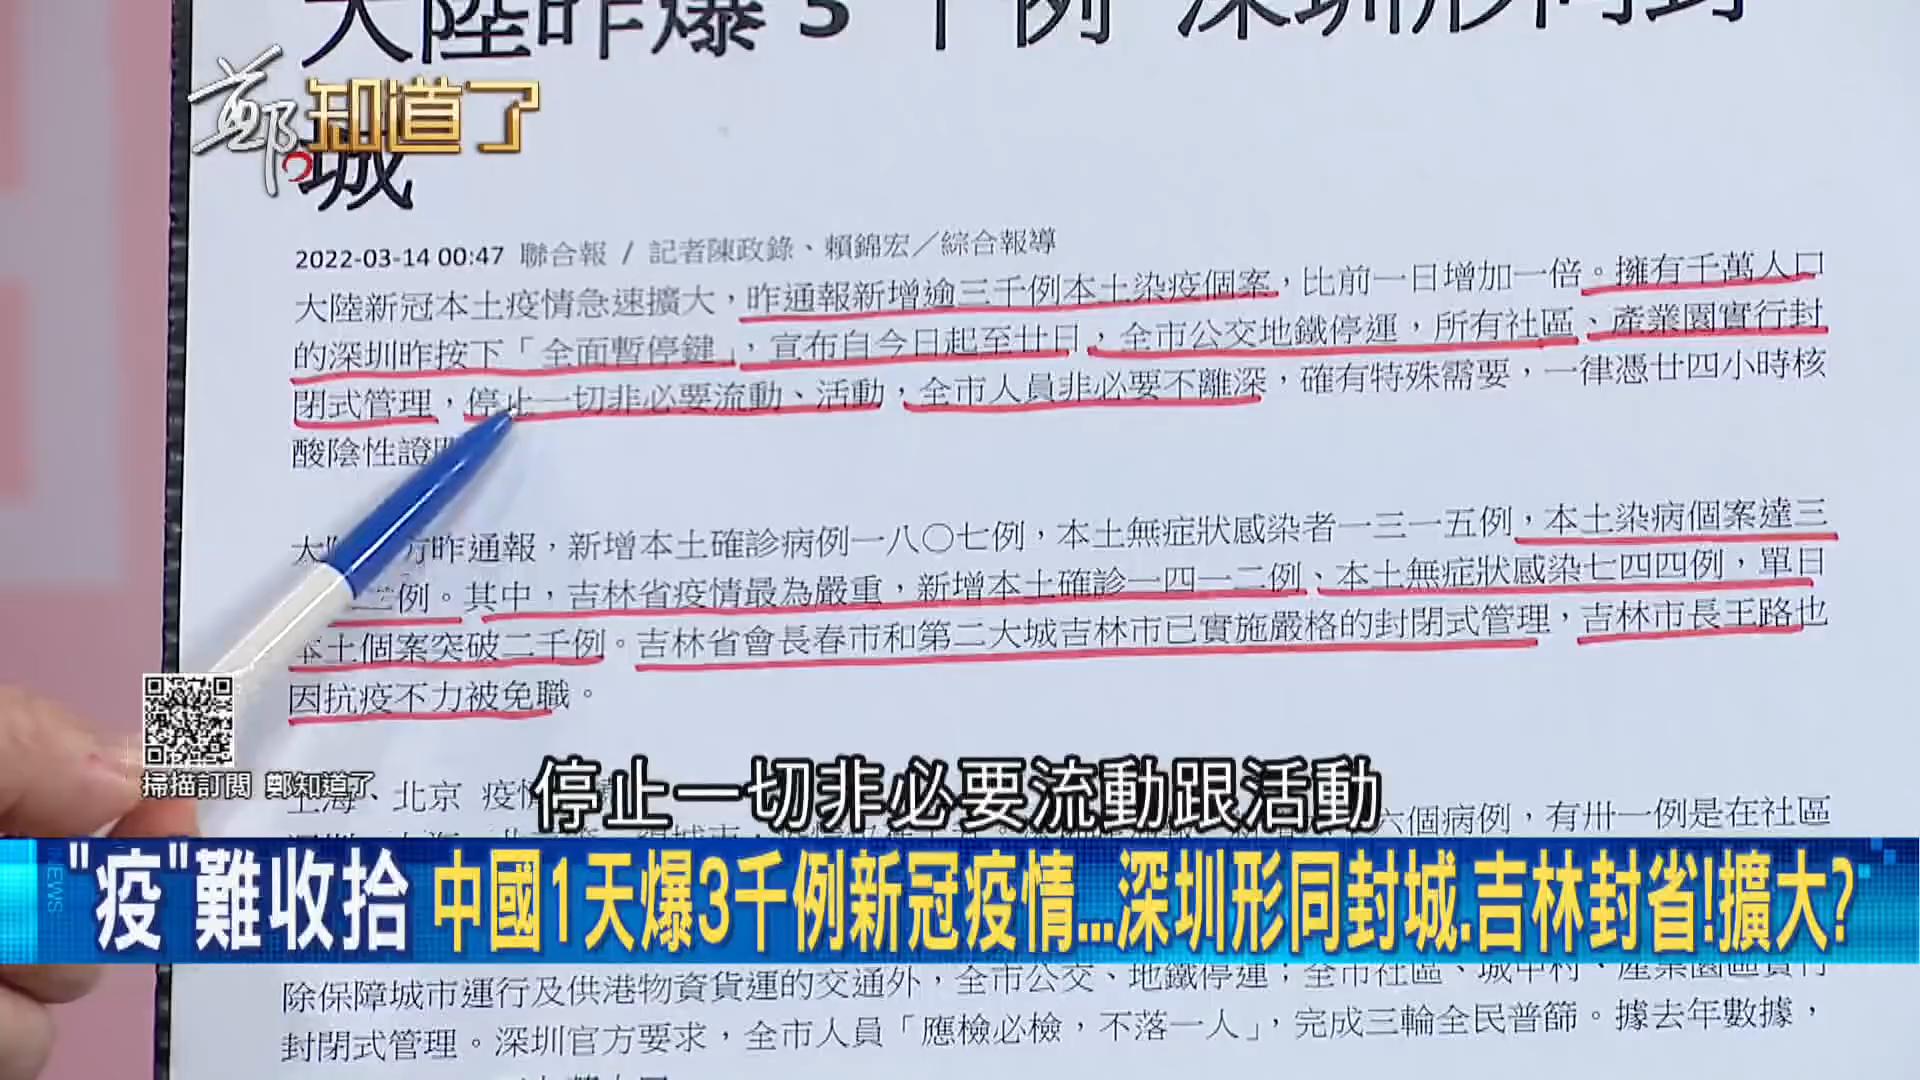 大陸昨爆3千例 深圳形同封
城
鄭知道了
2022-03-14 00:47 聯合報 / 記者陳政錄、賴錦宏／綜合報導
大陸新冠本土疫情急速擴大，昨通報新增逾三千例本土染疫個案，比前一日增加一倍。擁有千萬人口
的深圳昨按下「全面暫停鍵」，宣布自今日起至廿日，全市公交地鐵停運，所有社區、產業園實行封
閉式管理，停止一切非必要流動、活動，全市人員非必要不離深，確有特殊需要，一律憑廿四小時核
酸陰性證
大 方昨通報，新增本土確診病例一八〇七例，本土無症狀感染者一三一五例，本土染病個案達三
二例。其中，吉林省疫情最為嚴重，新增本土確診一四一二例、本土無症狀感染七四四例，單日
本土個案突破二千例。吉林省會長春市和第二大城吉林市已實施嚴格的封閉式管理，吉林市長王路也
因抗疫不力被免職。
掃描訂閱 鄭知道了
上海、北京 疫情 六個病例，有卅一例是在社區
停止一切非必要流動跟活動
NEWS
"疫"難收拾 中國1天爆3千例新冠疫情...深圳形同封城.吉林封省!擴大?
除保障城市運行及供港物資貨運的交通外，全市公交、地鐵停運；全市社區、城中村、產業園區實行
封閉式管理。深圳官方要求，全市人員「應檢必檢，不落一人」，完成三輪全民普篩。據去年數據，